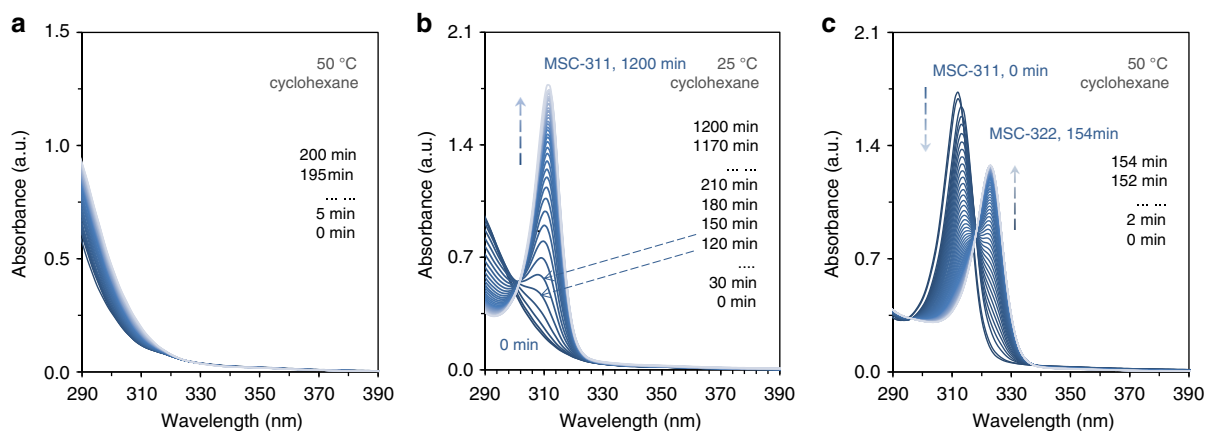 a
1.5
1.0
0.5
0.0
Absorbance (a.u.)
50 °C
cyclohexane
200 min
195min
... ...
5 min
0 min
290 310 330 350 370 390
Wavelength (nm)
b
2.1
1.4
0.7
0.0
Absorbance (a.u.)
MSC-311, 1200 min
25 °C
cyclohexane
1200 min
1170 min
... ...
210 min
180 min
150 min
120 min
....
30 min
0 min
0 min
290 310 330 350 370 390
Wavelength (nm)
c
2.1
1.4
0.7
0.0
Absorbance (a.u.)
50 °C
cyclohexane
MSC-311, 0 min
MSC-322, 154min
154 min
152 min
... ...
2 min
0 min
290 310 330 350 370 390
Wavelength (nm)